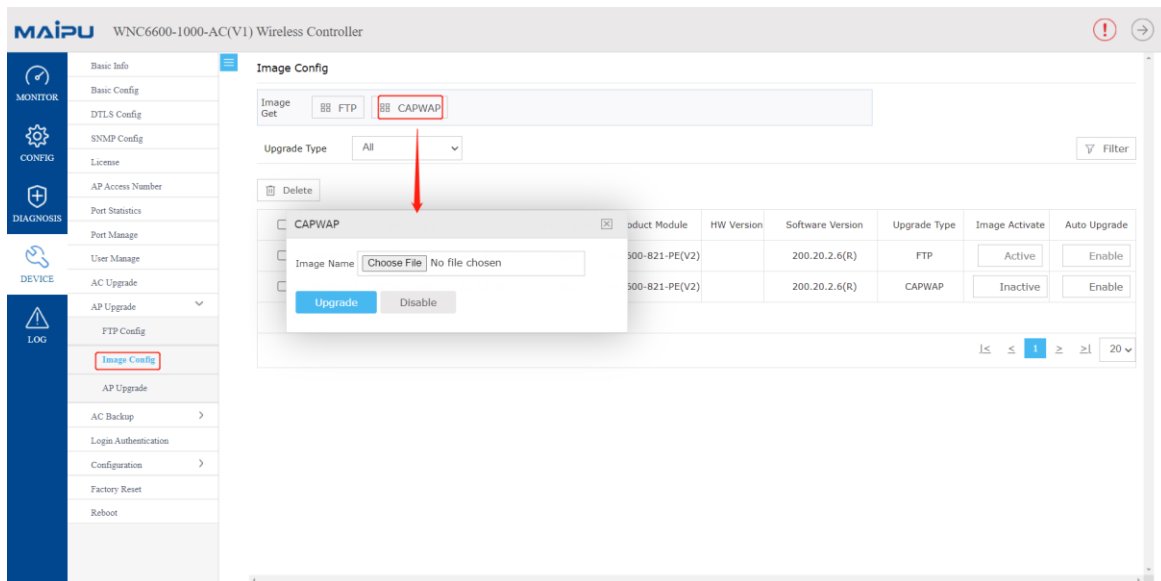 MAIPU WNC6600-1000-AC(V1) Wireless Controller
MONITOR
CONFIG
DIAGNOSIS
DEVICE
LOG
Basic Info
Basic Config
DTLS Config
SNMP Config
License
AP Access Number
Port Statistics
Port Manage
User Manage
AC Upgrade
AP Upgrade
FTP Config
Image Config
AP Upgrade
AC Backup
Login Authentication
Configuration
Factory Reset
Reboot
Image Config
Image Get FTP CAPWAP
Upgrade Type All Filter
Delete
oduct Module HW Version Software Version Upgrade Type Image Activate Auto Upgrade
500-821-PE(V2) 200.20.2.6(R) FTP Active Enable
500-821-PE(V2) 200.20.2.6(R) CAPWAP Inactive Enable
CAPWAP
Image Name Choose File No file chosen
Upgrade Disable
|< < 1 > >| 20